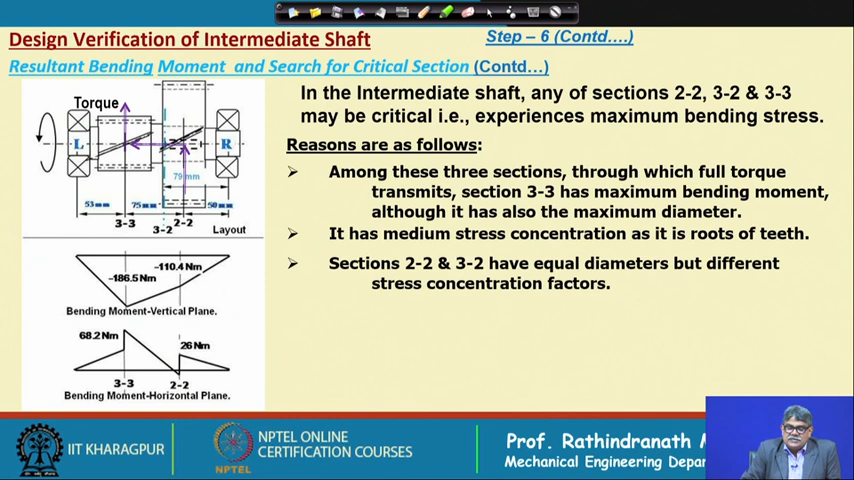 Design Verification of Intermediate Shaft
Step – 6 (Contd….)
Resultant Bending Moment and Search for Critical Section (Contd…)
Torque
L
R
79 mm
53 mm
75 mm
50 mm
2-2
3-3
3-2
Layout
-110.4 Nm
-186.5 Nm
Bending Moment-Vertical Plane.
68.2 Nm
26 Nm
3-3
2-2
Bending Moment-Horizontal Plane.
In the Intermediate shaft, any of sections 2-2, 3-2 & 3-3
may be critical i.e., experiences maximum bending stress.
Reasons are as follows:
Among these three sections, through which full torque
transmits, section 3-3 has maximum bending moment,
although it has also the maximum diameter.
It has medium stress concentration as it is roots of teeth.
Sections 2-2 & 3-2 have equal diameters but different
stress concentration factors.
IIT KHARAGPUR
NPTEL
NPTEL ONLINE
CERTIFICATION COURSES
Prof. Rathindranath
Mechanical Engineering